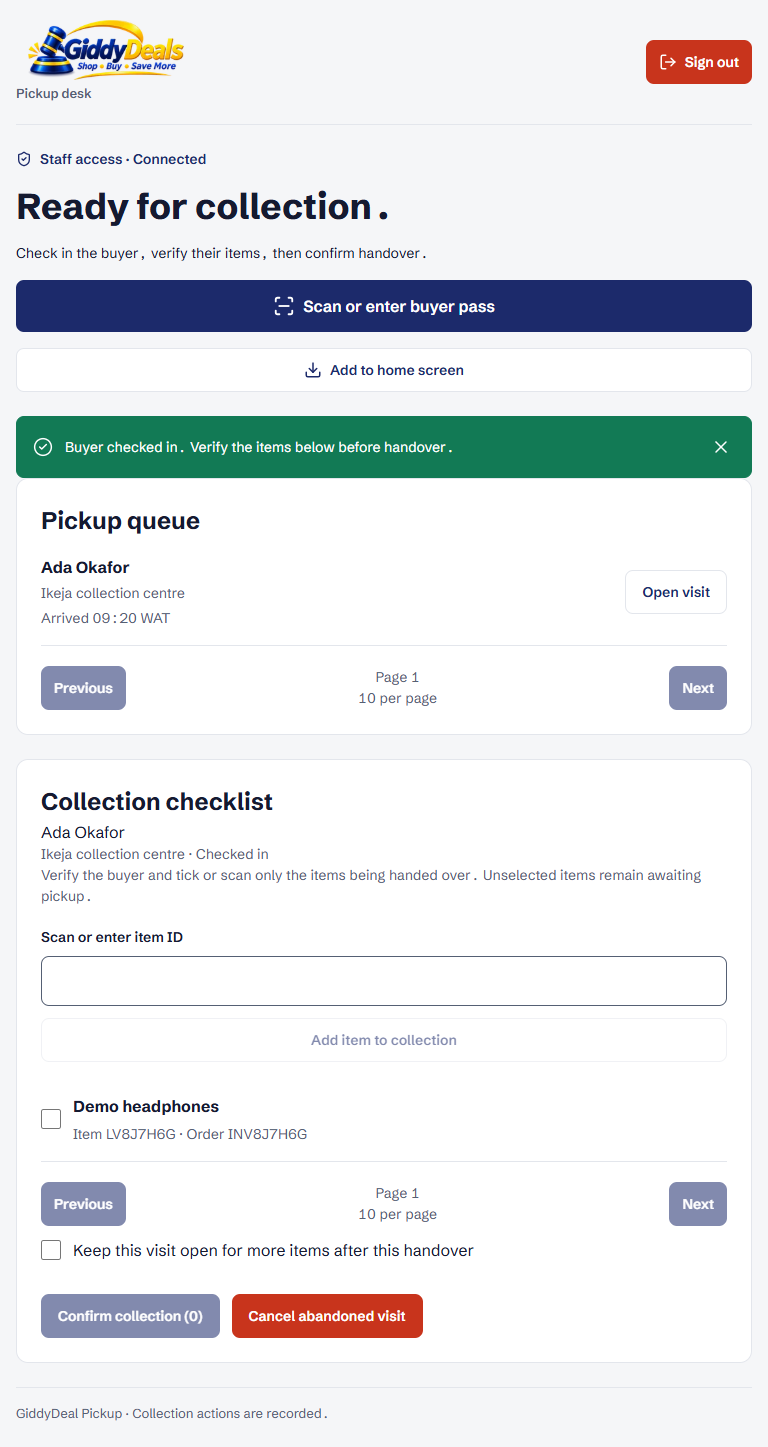 GiddyDeals
Shop • Buy • Save More
Pickup desk
Sign out
Staff access · Connected
Ready for collection.
Check in the buyer, verify their items, then confirm handover.
Scan or enter buyer pass
Add to home screen
Buyer checked in. Verify the items below before handover.
Pickup queue
Ada Okafor
Ikeja collection centre
Arrived 09:20 WAT
Open visit
Previous
Page 1
10 per page
Next
Collection checklist
Ada Okafor
Ikeja collection centre · Checked in
Verify the buyer and tick or scan only the items being handed over. Unselected items remain awaiting
pickup.
Scan or enter item ID
Add item to collection
Demo headphones
Item LV8J7H6G · Order INV8J7H6G
Previous
Page 1
10 per page
Next
Keep this visit open for more items after this handover
Confirm collection (0)
Cancel abandoned visit
GiddyDeal Pickup · Collection actions are recorded.